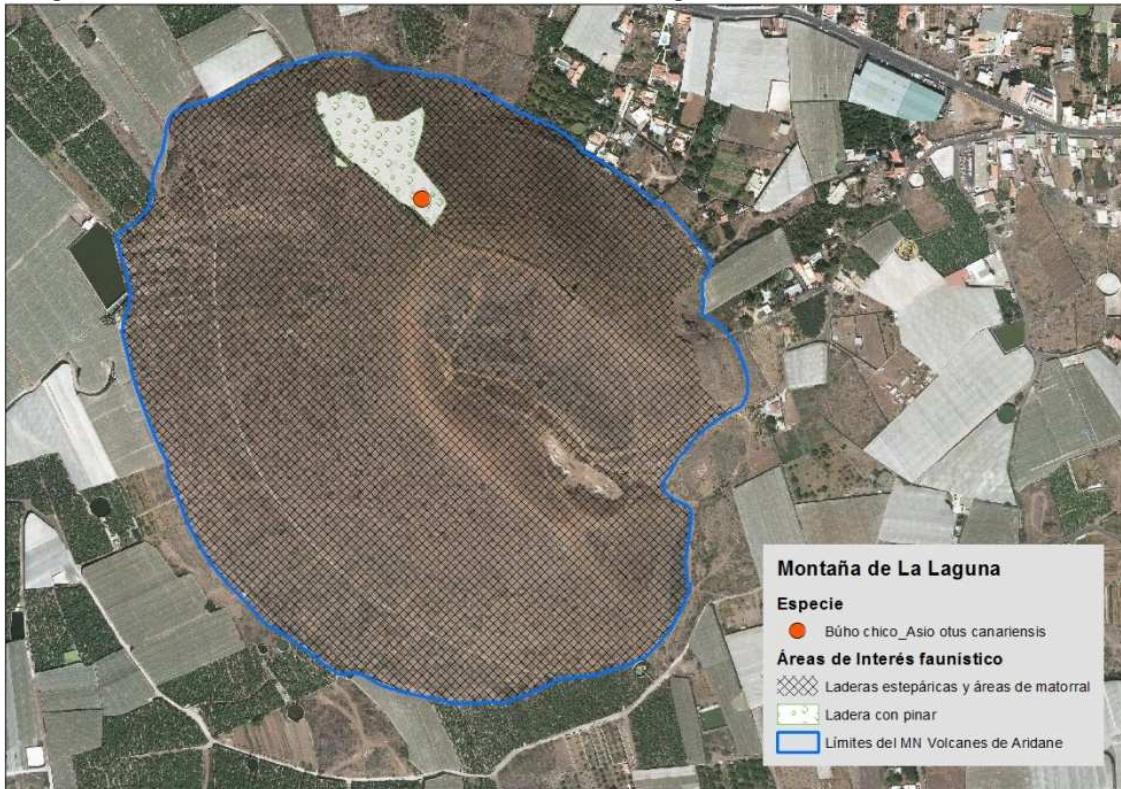 Montaña de La Laguna
Especie
Búho chico_Asio otus canariensis
Áreas de Interés faunístico
Laderas estepáricas y áreas de matorral
Ladera con pinar
Límites del MN Volcanes de Aridane